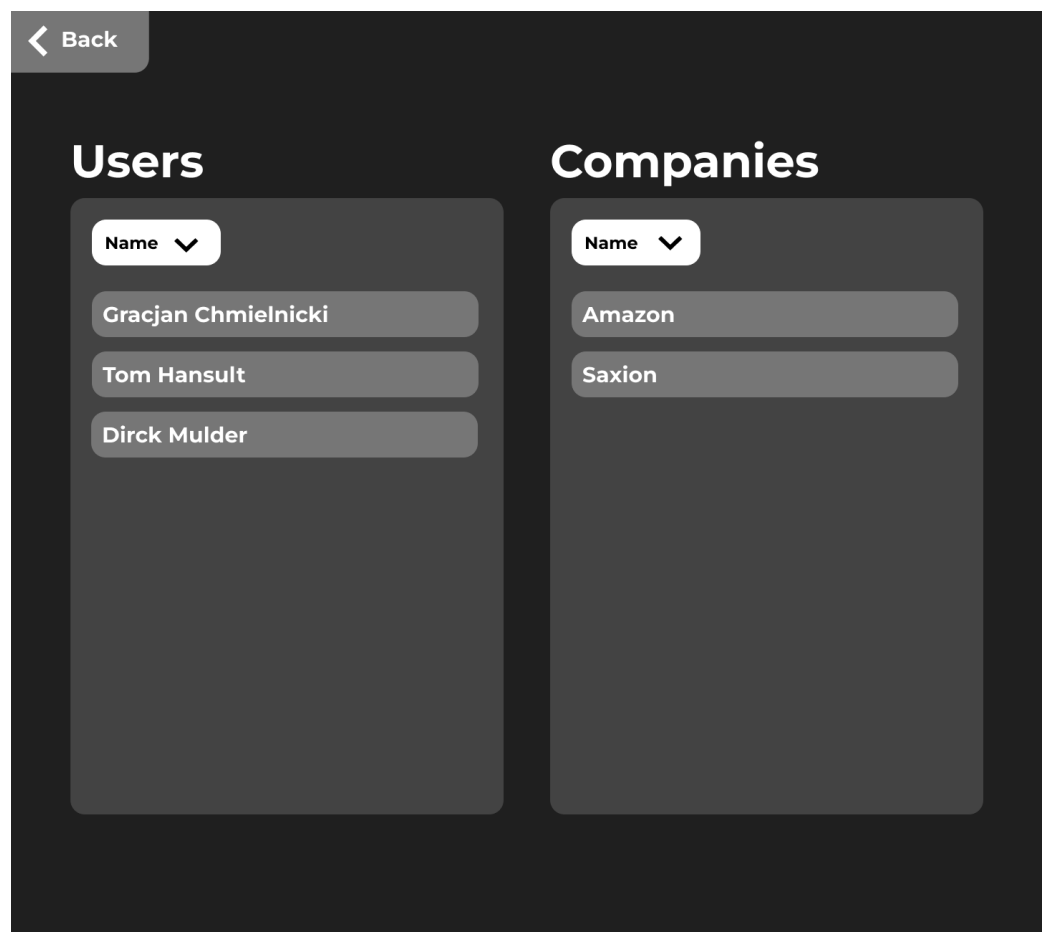 Back
Users
Name
Gracjan Chmielnicki
Tom Hansult
Dirck Mulder
Companies
Name
Amazon
Saxion